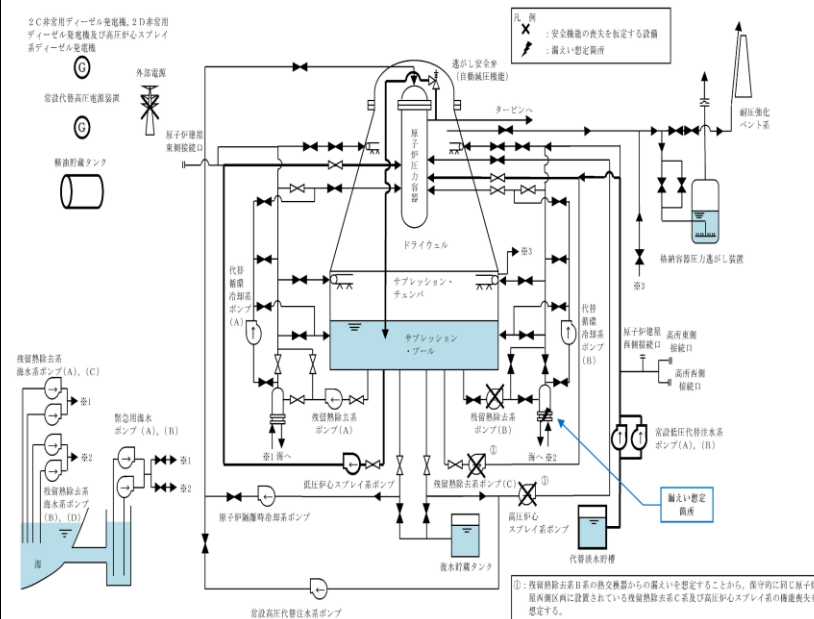 2C非常用ディーゼル発電機,2D非常用
ディーゼル発電機及び高圧炉心スプレイ
系ディーゼル発電機
G
外部電源
常設代替高圧電源装置
G
軽油貯蔵タンク
凡 例
:安全機能の喪失を仮定する設備
:漏えい想定箇所
逃がし安全弁
(自動減圧機能)
タービンへ
耐圧強化
ベント系
原子炉建屋
東側接続口
原子炉圧力容器
ドライウェル
※3
格納容器圧力逃がし装置
※3
代替
循環
冷却系
ポンプ
(A)
サプレッション・
チェンバ
サプレッション
・プール
代替
循環
冷却系
ポンプ
(B)
原子炉建屋
西側接続口
高所東側
接続口
高所西側
接続口
残留熱除去系
海水系ポンプ(A),(C)
※1
※2
残留熱除去系
海水系ポンプ
(B),(D)
緊急用海水
ポンプ(A),(B)
※1
※2
海
残留熱除去系
ポンプ(A)
残留熱除去系
ポンプ(B)
※1 海へ
海へ ※2
常設低圧代替注水系
ポンプ(A),(B)
①
低圧炉心スプレイ系ポンプ
残留熱除去系ポンプ(C)
①
漏えい想定
箇所
原子炉隔離時冷却系ポンプ
高圧炉心
スプレイ系ポンプ
復水貯蔵タンク
代替淡水貯槽
常設高圧代替注水系ポンプ
①:残留熱除去系B系の熱交換器からの漏えいを想定することから,保守的に同じ原子炉
屋西側区画に設置されている残留熱除去系C系及び高圧炉心スプレイ系の機能喪失を
想定する。